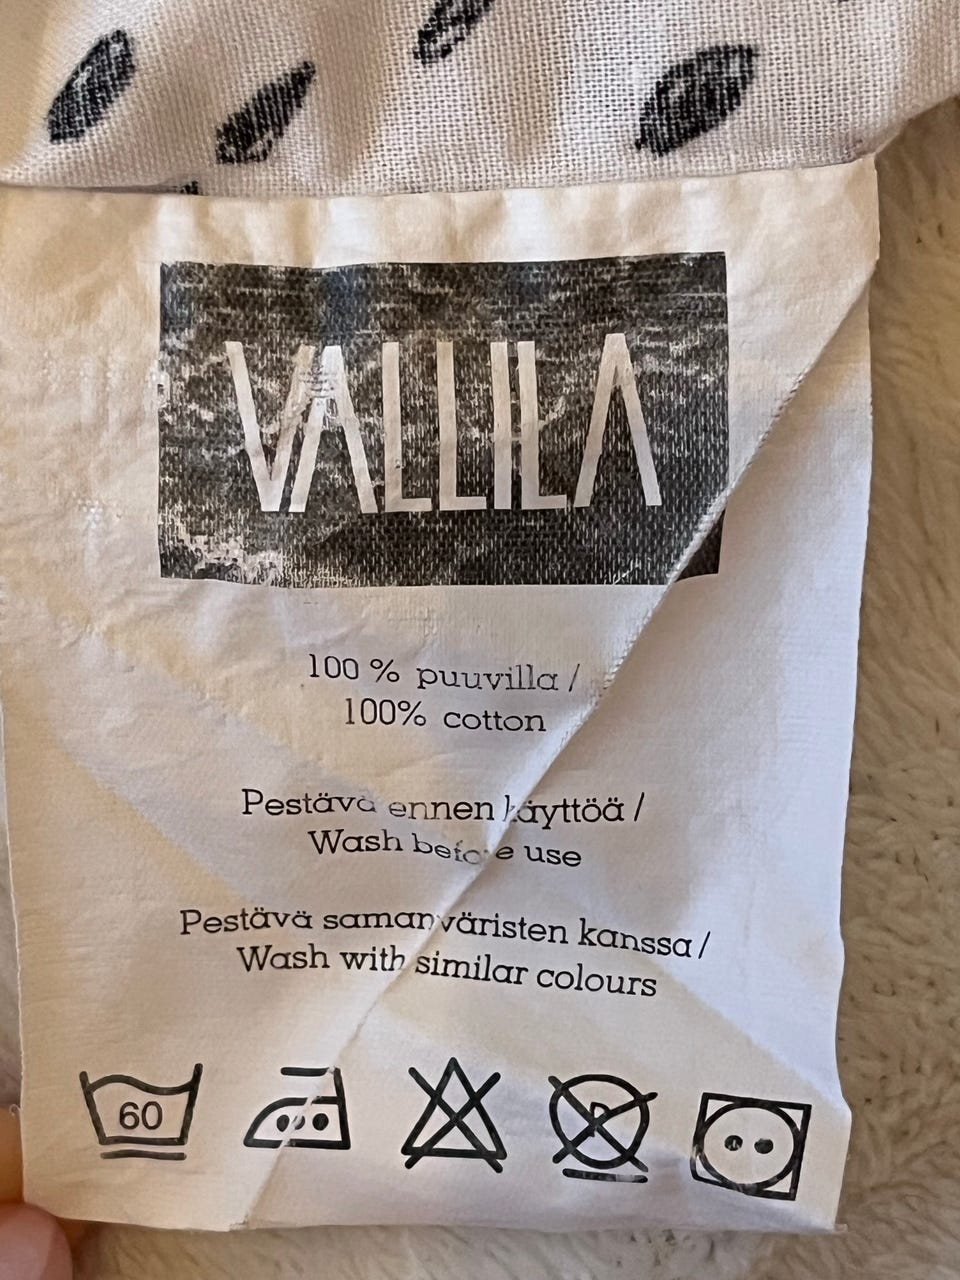 VALLILA
100 % puuvilla /
100% cotton
Pestävä ennen käyttöä /
Wash before use
Pestävä samanväristen kanssa /
Wash with similar colours
60 P